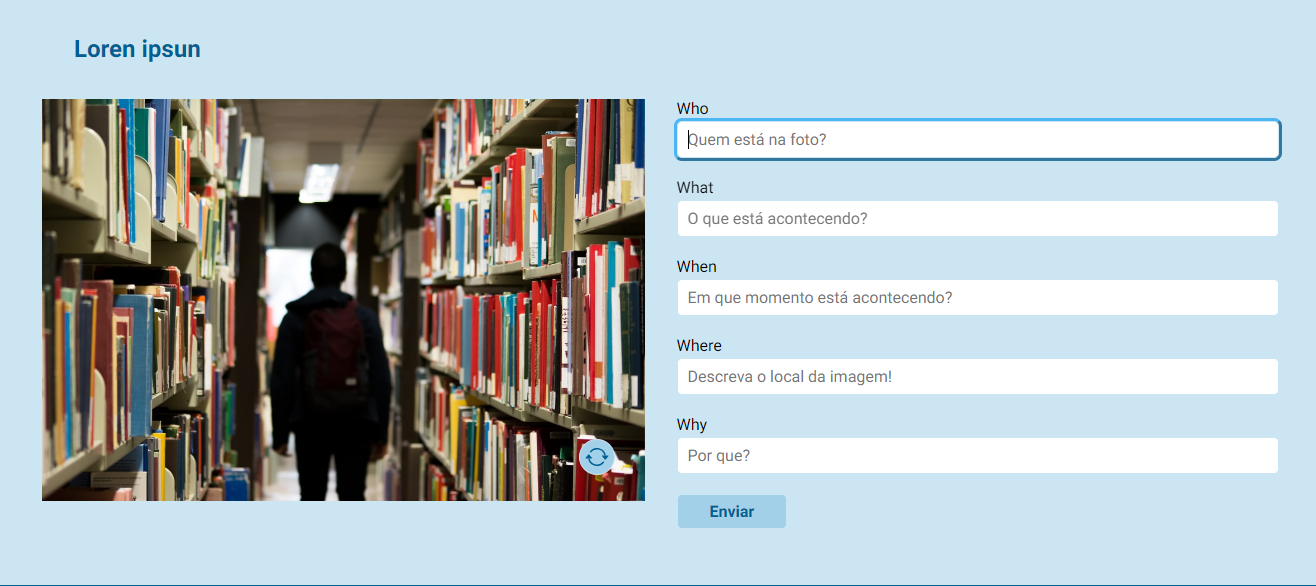 Loren ipsun
Who
Quem está na foto?
What
O que está acontecendo?
When
Em que momento está acontecendo?
Where
Descreva o local da imagem!
Why
Por que?
Enviar